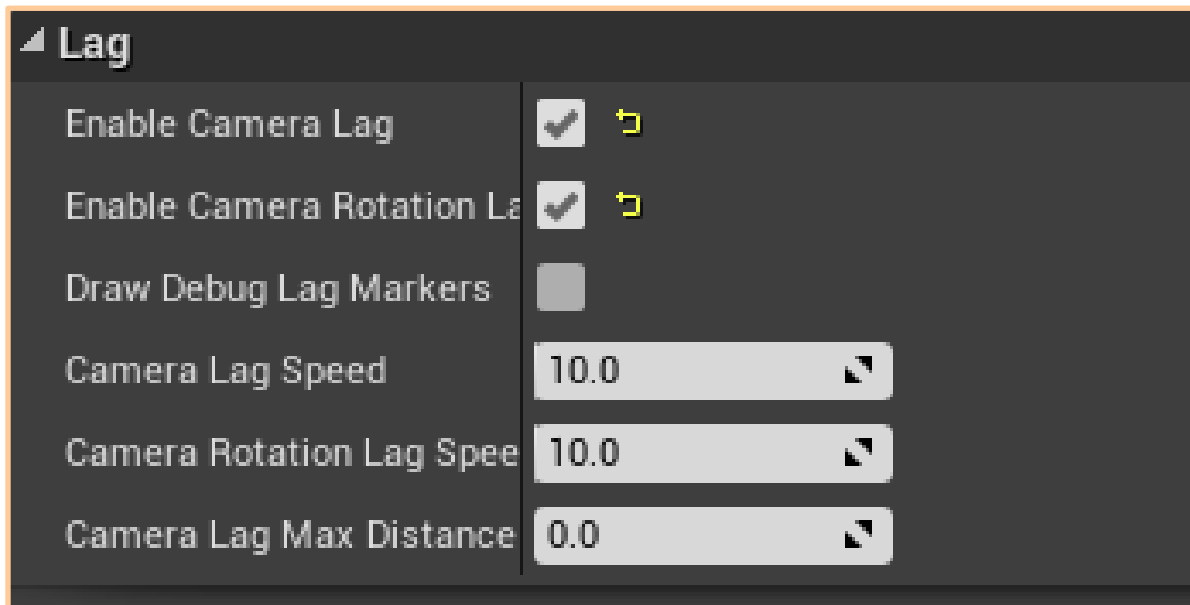 Lag
Enable Camera Lag
Enable Camera Rotation La
Draw Debug Lag Markers
Camera Lag Speed 10.0
Camera Rotation Lag Spee 10.0
Camera Lag Max Distance 0.0